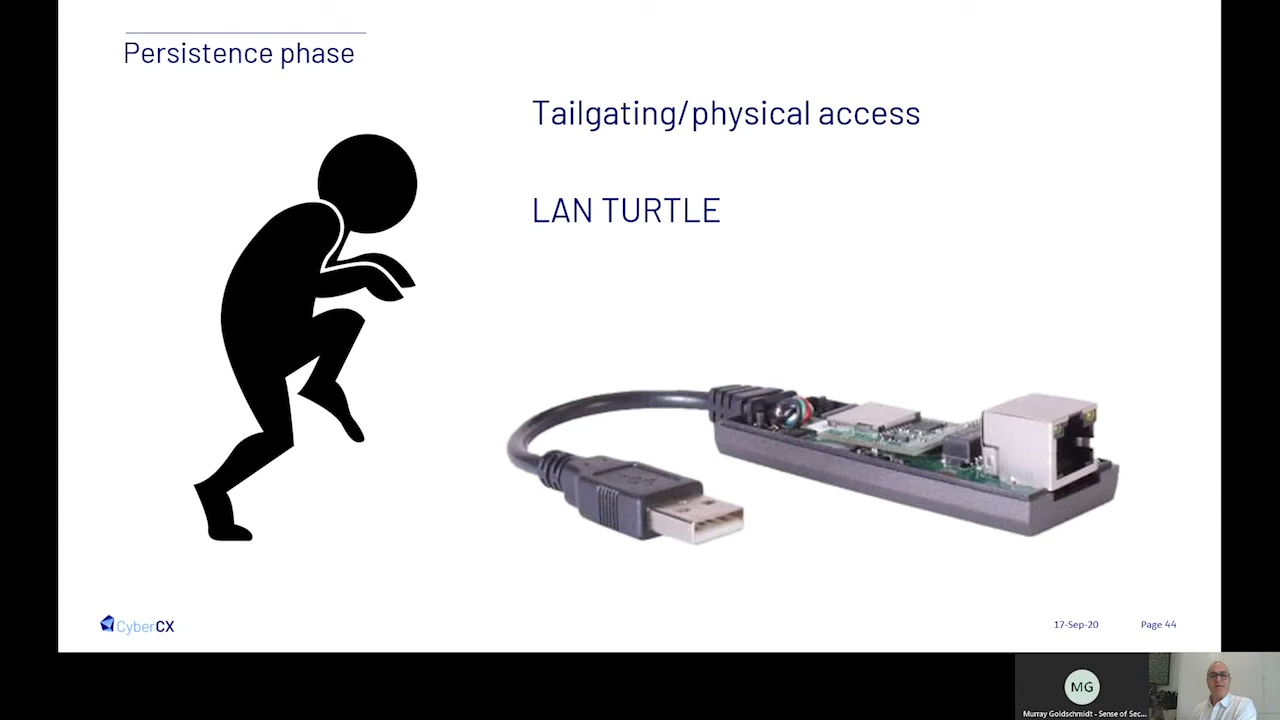 Persistence phase
Tailgating/physical access
LAN TURTLE
CyberCX
17-Sep-20
Page 44
MG
Murray Goldschmidt - Sense of Sec...